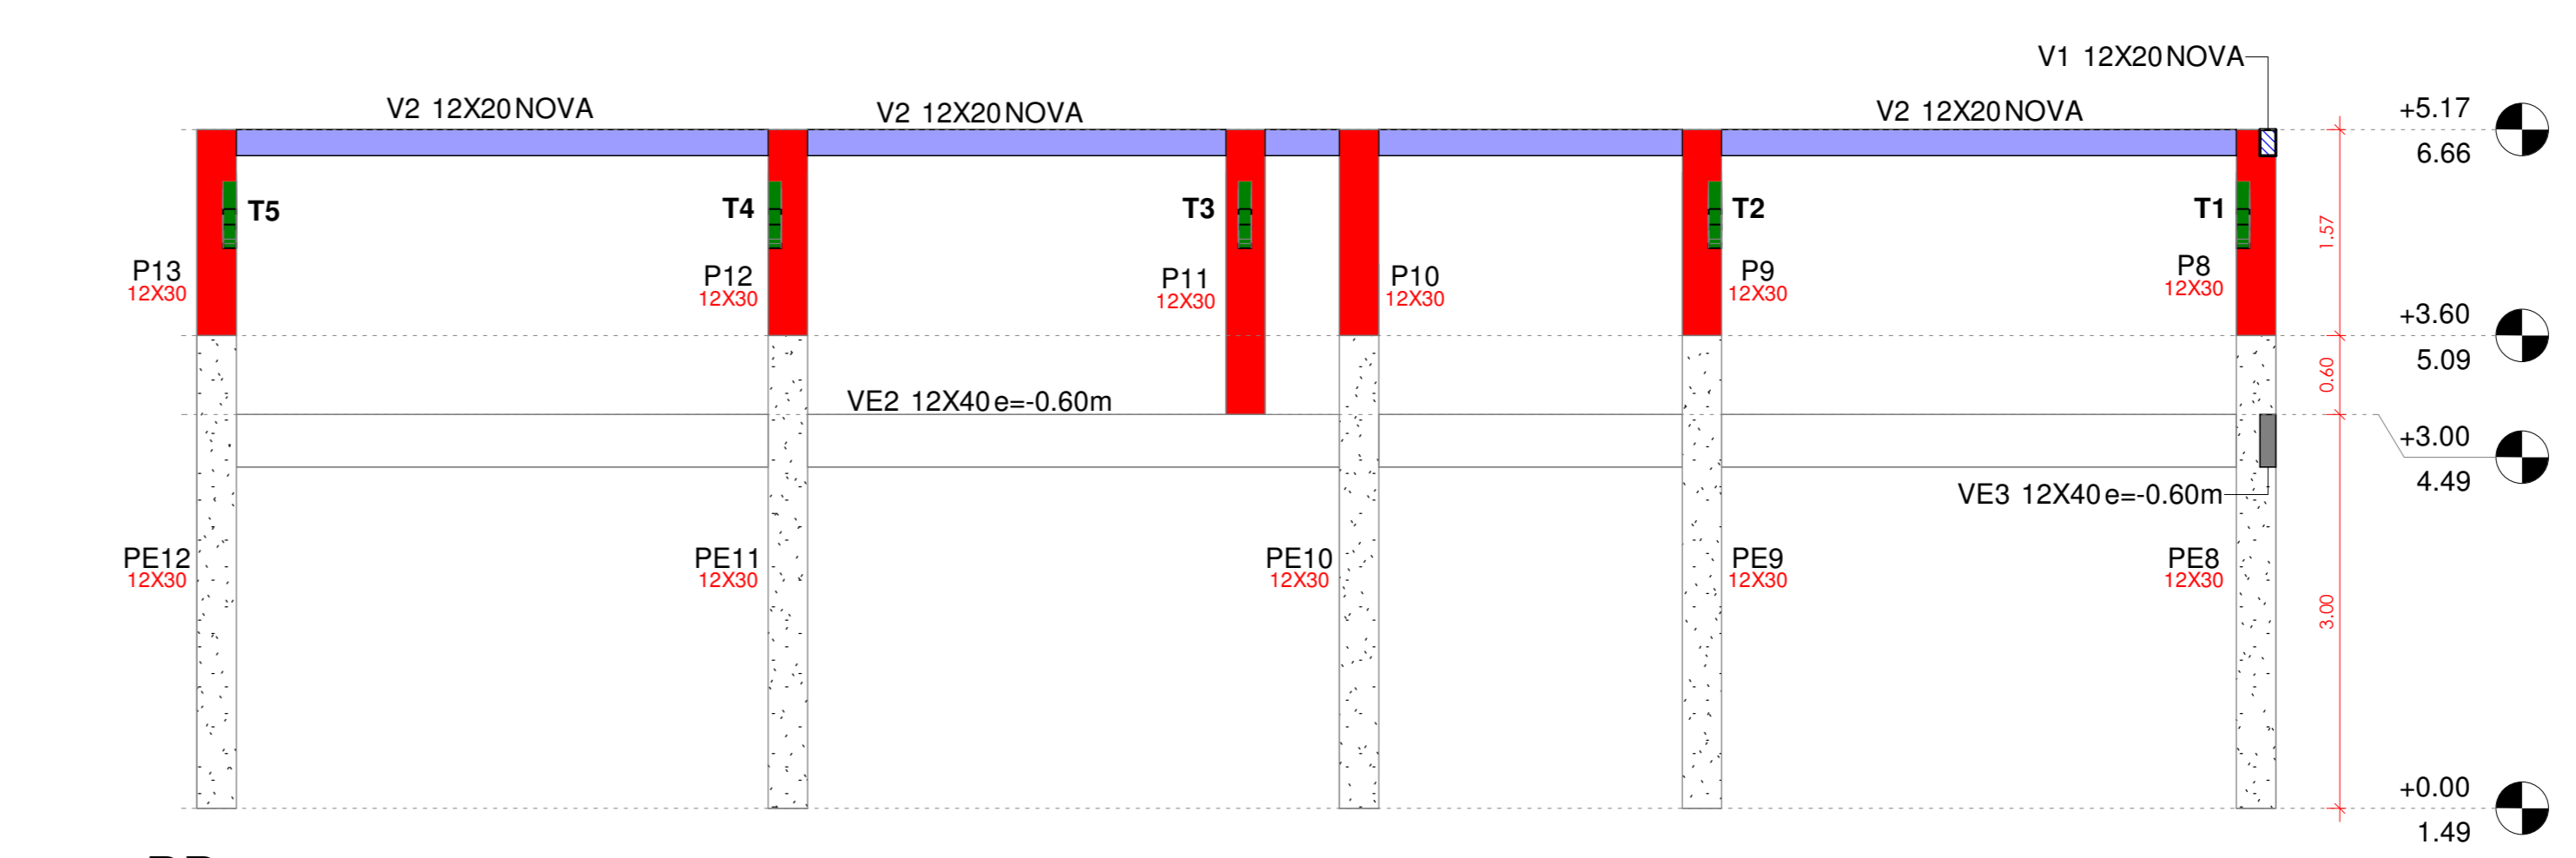 V1 12X20 NOVA
V2 12X20 NOVA
V2 12X20 NOVA
V2 12X20 NOVA
+5.17
6.66
T5
T4
T3
T2
T1
1.57
P13
12X30
P12
12X30
P11
12X30
P10
12X30
P9
12X30
P8
12X30
+3.60
5.09
0.60
VE2 12X40 e=-0.60m
+3.00
4.49
VE3 12X40 e=-0.60m
PE12
12X30
PE11
12X30
PE10
12X30
PE9
12X30
PE8
12X30
3.00
+0.00
1.49